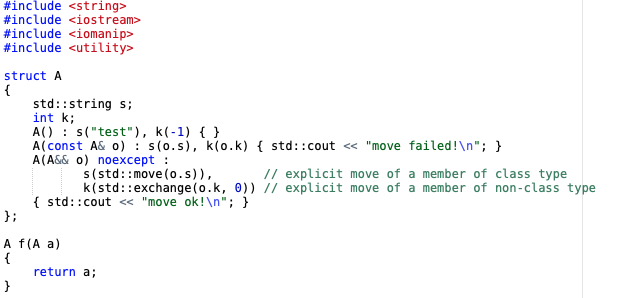 #include <string>
#include <iostream>
#include <iomanip>
#include <utility>
struct A
{
    std::string s;
    int k;
    A() : s("test"), k(-1) { }
    A(const A& o) : s(o.s), k(o.k) { std::cout << "move failed!\n"; }
    A(A&& o) noexcept :
           s(std::move(o.s)),       // explicit move of a member of class type
           k(std::exchange(o.k, 0)) // explicit move of a member of non-class type
    { std::cout << "move ok!\n"; }
};
A f(A a)
{
    return a;
}